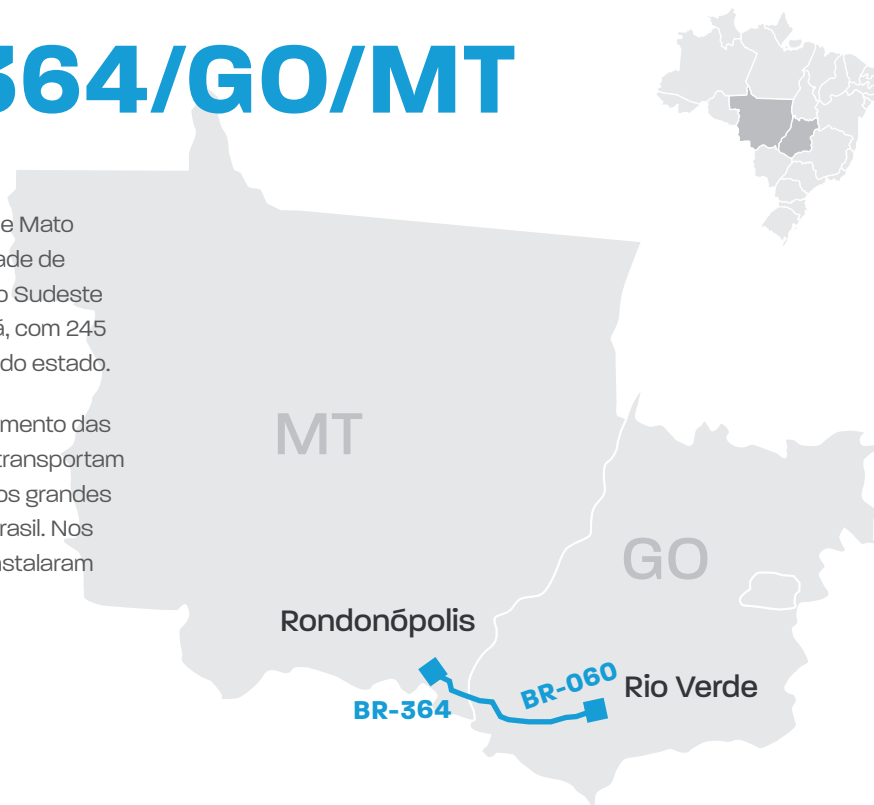 364/GO/MT
e Mato
ade de
o Sudeste
á, com 245
do estado.
mento das
transportam
os grandes
rasil. Nos
nstalaram
MT
GO
Rondonópolis
BR-364
BR-060
Rio Verde